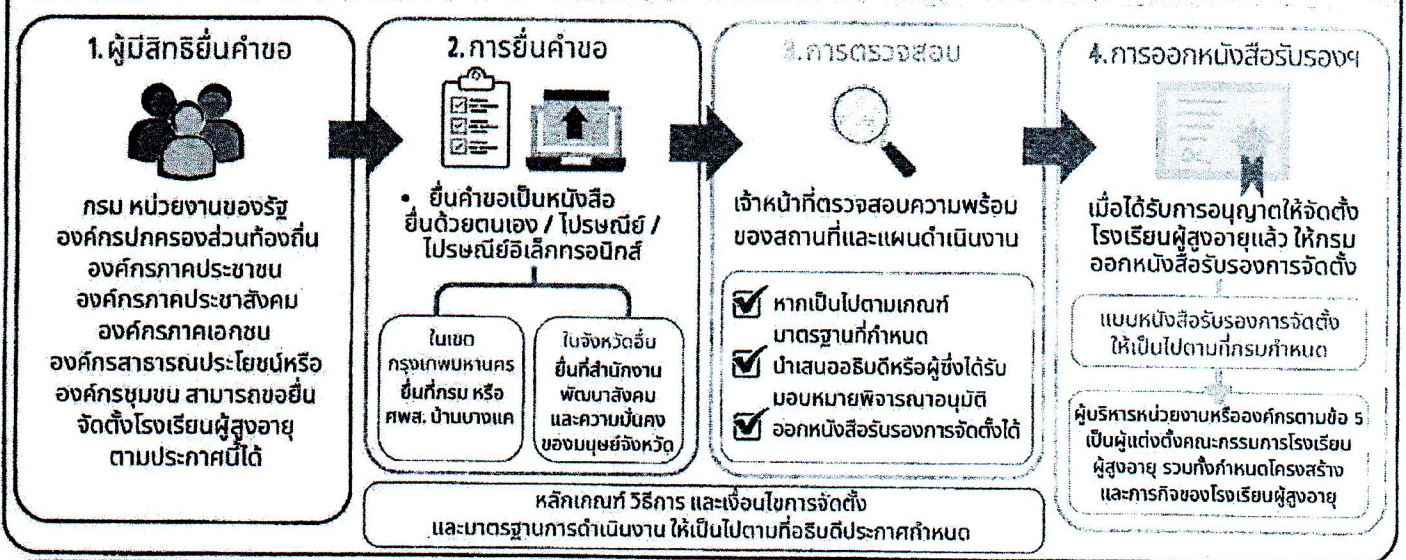 1. ผู้มีสิทธิยื่นคำขอ
กรม หน่วยงานของรัฐ
องค์กรปกครองส่วนท้องถิ่น
องค์กรภาคประชาชน
องค์กรภาคประชาสังคม
องค์กรภาคเอกชน
องค์กรสาธารณประโยชน์หรือ
องค์กรชุมชน สามารถขอยื่น
จัดตั้งโรงเรียนผู้สูงอายุ
ตามประกาศนี้ได้
2. การยื่นคำขอ
• ยื่นคำขอเป็นหนังสือ
ยื่นด้วยตนเอง / ไปรษณีย์ /
ไปรษณีย์อิเล็กทรอนิกส์
ในเขต
กรุงเทพมหานคร
ยื่นที่กรม หรือ
ศพส. บ้านบางแค
ในจังหวัดอื่น
ยื่นที่สำนักงาน
พัฒนาสังคม
และความมั่นคง
ของมนุษย์จังหวัด
3. การตรวจสอบ
เจ้าหน้าที่ตรวจสอบความพร้อม
ของสถานที่และแผนดำเนินงาน
หากเป็นไปตามเกณฑ์
มาตรฐานที่กำหนด
นำเสนออธิบดีหรือผู้ซึ่งได้รับ
มอบหมายพิจารณาอนุมัติ
ออกหนังสือรับรองการจัดตั้งได้
4. การออกหนังสือรับรองฯ
เมื่อได้รับการอนุญาตให้จัดตั้ง
โรงเรียนผู้สูงอายุแล้ว ให้กรม
ออกหนังสือรับรองการจัดตั้ง
แบบหนังสือรับรองการจัดตั้ง
ให้เป็นไปตามที่กรมกำหนด
ผู้บริหารหน่วยงานหรือองค์กรตามข้อ 5
เป็นผู้แต่งตั้งคณะกรรมการโรงเรียน
ผู้สูงอายุ รวมทั้งกำหนดโครงสร้าง
และภารกิจของโรงเรียนผู้สูงอายุ
หลักเกณฑ์ วิธีการ และเงื่อนไขการจัดตั้ง
และมาตรฐานการดำเนินงาน ให้เป็นไปตามที่อธิบดีประกาศกำหนด